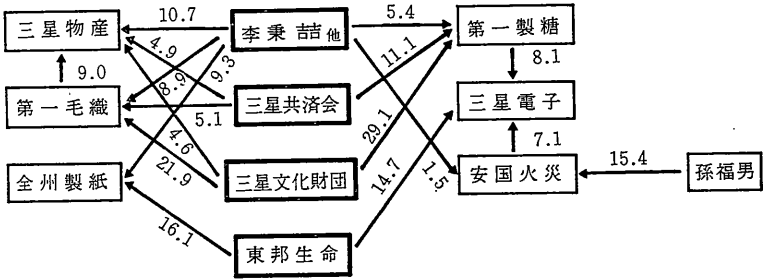 三星物産
10.7
李秉喆他
5.4
第一製糖
4.9
11.1
9.0
8.9
9.3
8.1
第一毛織
5.1
三星共済会
三星電子
4.6
29.1
7.1
全州製紙
21.9
三星文化財団
14.7
1.5
安国火災
15.4
孫福男
16.1
東邦生命